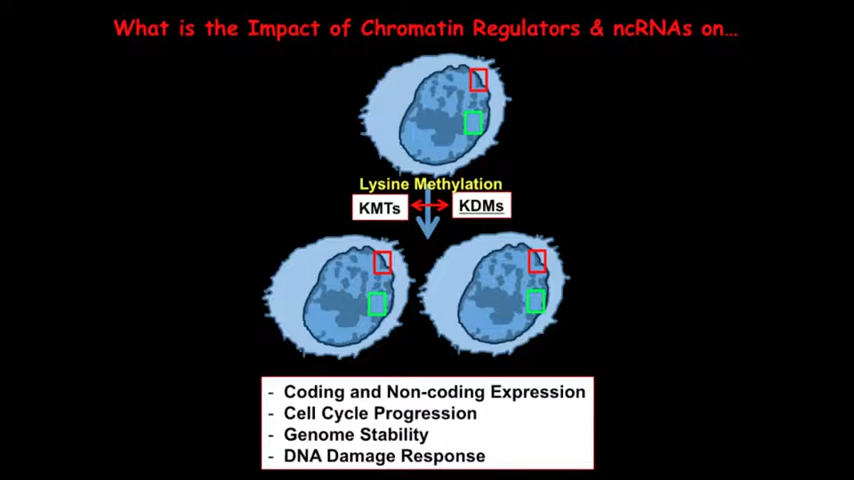 What is the Impact of Chromatin Regulators & ncRNAs on…
Lysine Methylation
KMTs
KDMs
- Coding and Non-coding Expression
- Cell Cycle Progression
- Genome Stability
- DNA Damage Response